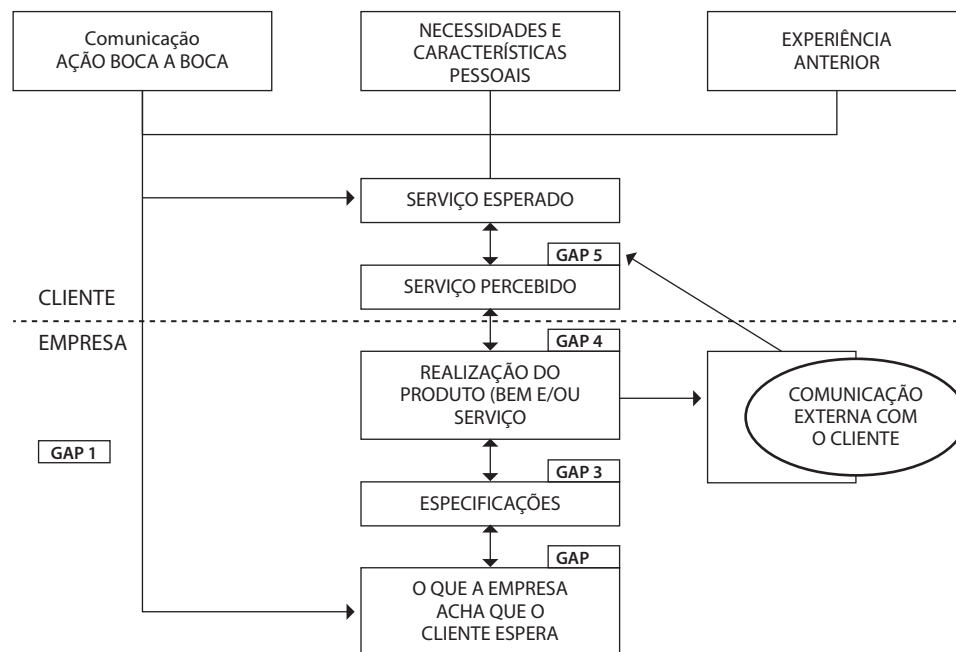 Comunicação
AÇÃO BOCA A BOCA
NECESSIDADES E
CARACTERÍSTICAS
PESSOAIS
EXPERIÊNCIA
ANTERIOR
SERVIÇO ESPERADO
GAP 5
SERVIÇO PERCEBIDO
CLIENTE
EMPRESA
GAP 4
REALIZAÇÃO DO
PRODUTO (BEM E/OU
SERVIÇO
COMUNICAÇÃO
EXTERNA COM
O CLIENTE
GAP 1
GAP 3
ESPECIFICAÇÕES
GAP
O QUE A EMPRESA
ACHA QUE O
CLIENTE ESPERA